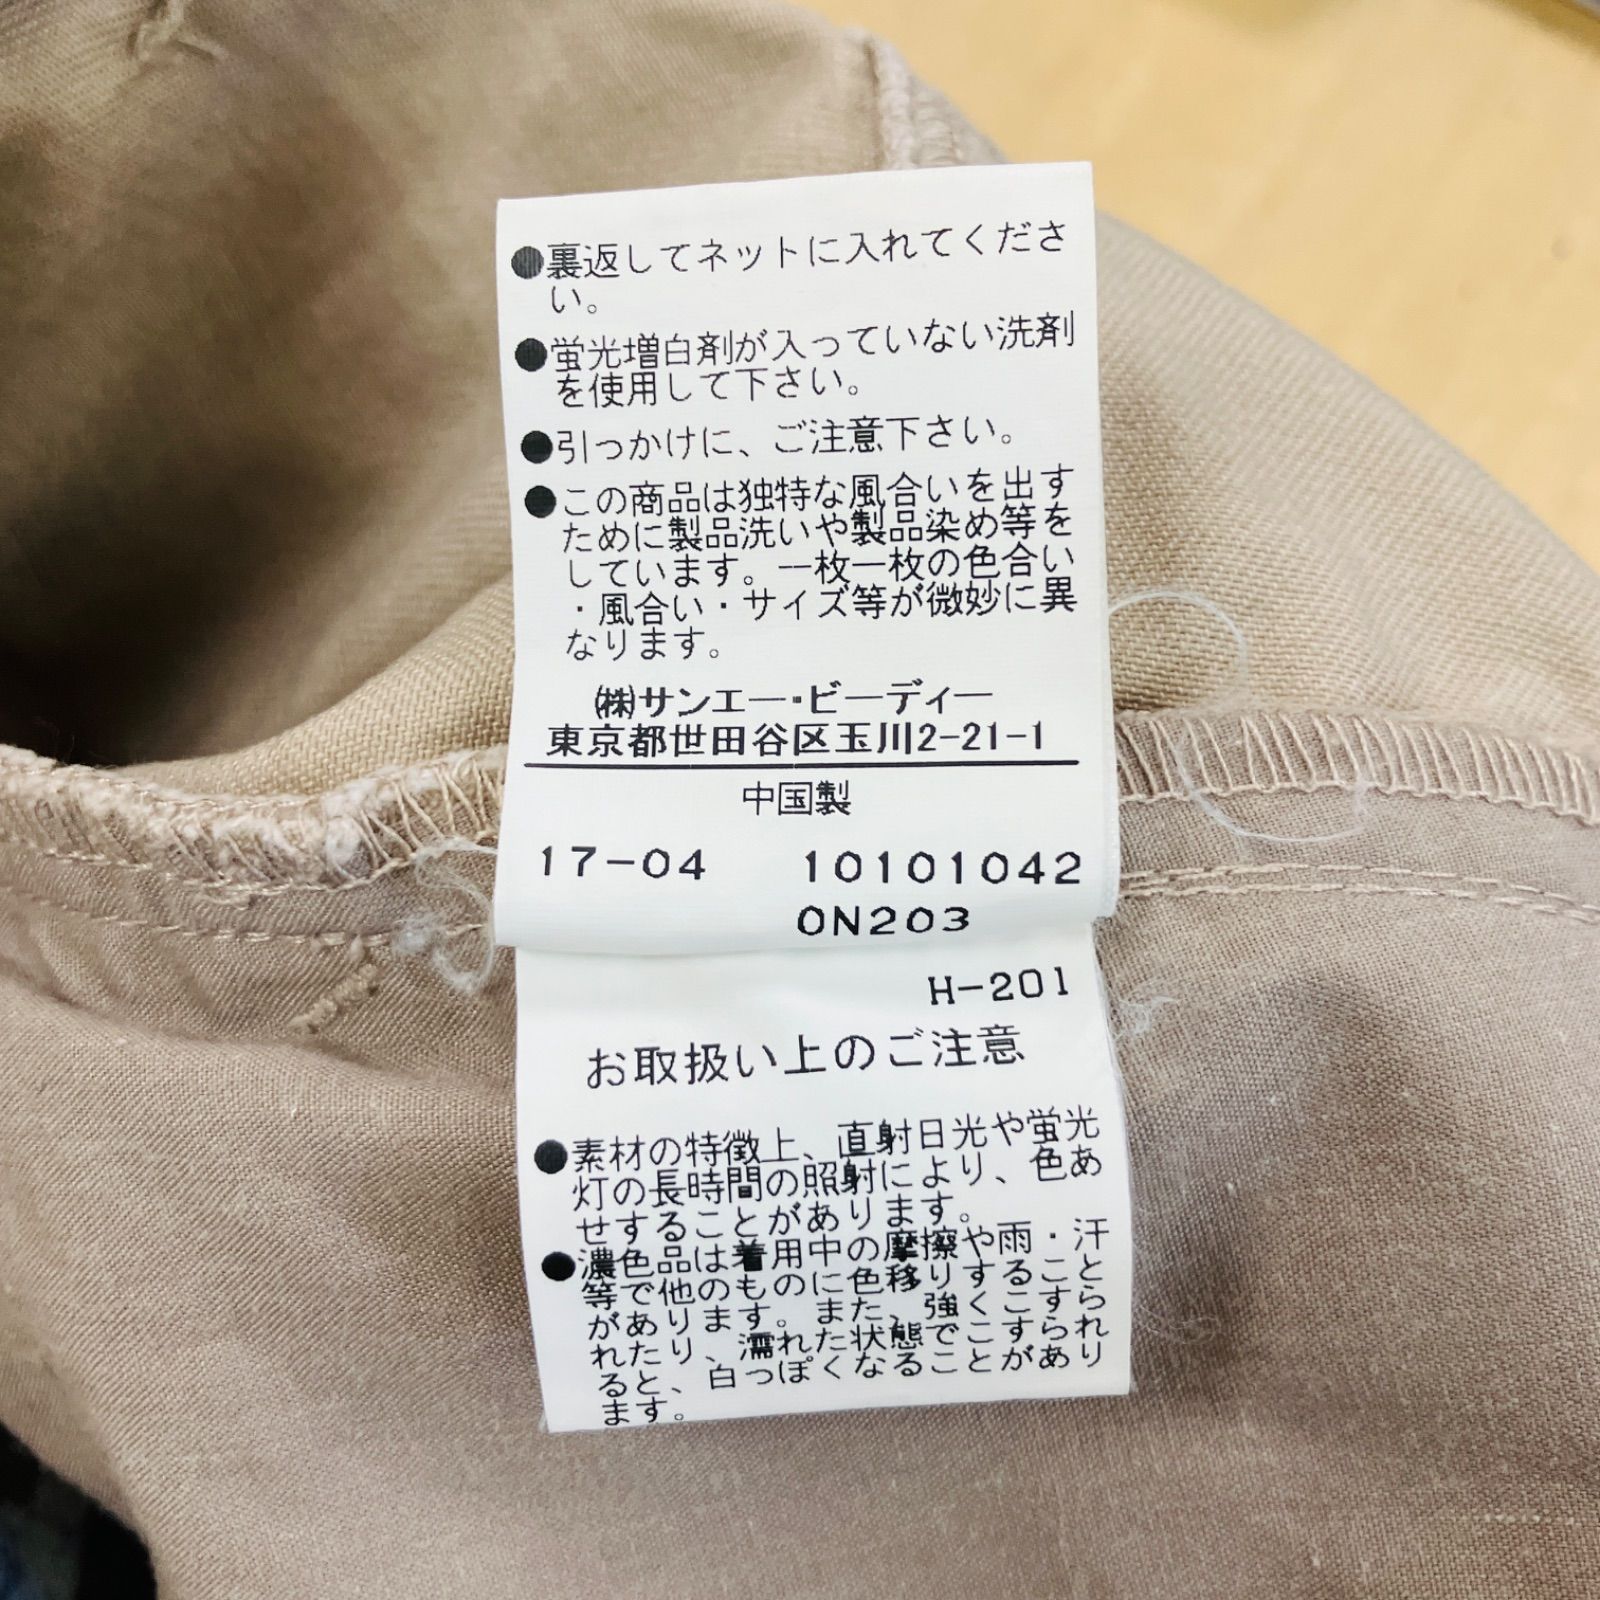 ●裏返してネットに入れてくださ
い。
●蛍光増白剤が入っていない洗剤
を使用して下さい。
●引っかけに、ご注意下さい。
●この商品は独特な風合いを出す
ために製品洗いや製品染め等を
しています。一枚一枚の色合い
・風合い・サイズ等が微妙に異
なります。
㈱サンエー・ビーディー
東京都世田谷区玉川2-21-1
中国製
17-04 10101042
0N203
H-201
お取扱い上のご注意
●素材の特徴上、直射日光や蛍光
灯の長時間の照射により、色あ
せすることがあります。
●濃色品は着用中の摩擦や雨・汗
等で他のものに色移りすること
があります。また、強くこすら
れたり、濡れた状態でこすられ
ると、白っぽくなることがあり
ます。